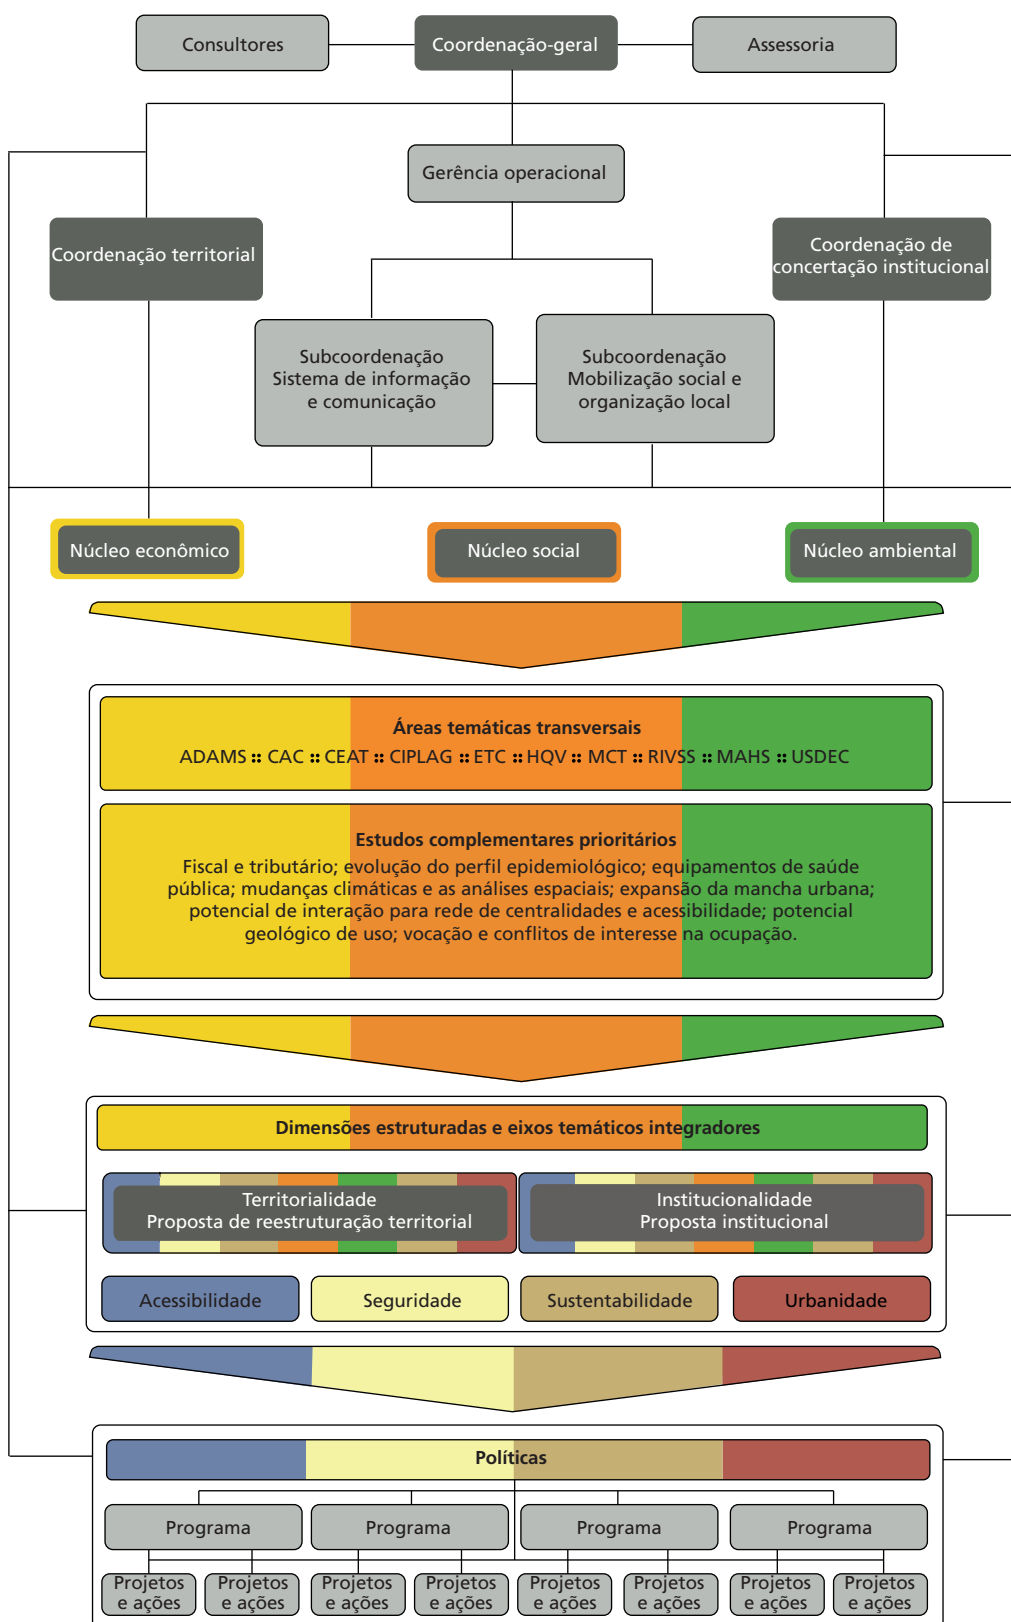 Consultores
Coordenação-geral
Assessoria
Gerência operacional
Coordenação territorial
Coordenação de
concertação institucional
Subcoordenação
Sistema de informação
e comunicação
Subcoordenação
Mobilização social e
organização local
Núcleo econômico
Núcleo social
Núcleo ambiental
Áreas temáticas transversais
ADAMS :: CAC :: CEAT :: CIPLAG :: ETC :: HQV :: MCT :: RIVSS :: MAHS :: USDEC
Estudos complementares prioritários
Fiscal e tributário; evolução do perfil epidemiológico; equipamentos de saúde
pública; mudanças climáticas e as análises espaciais; expansão da mancha urbana;
potencial de interação para rede de centralidades e acessibilidade; potencial
geológico de uso; vocação e conflitos de interesse na ocupação.
Dimensões estruturadas e eixos temáticos integradores
Territorialidade
Proposta de reestruturação territorial
Institucionalidade
Proposta institucional
Acessibilidade
Seguridade
Sustentabilidade
Urbanidade
Políticas
Programa
Programa
Programa
Programa
Projetos
e ações
Projetos
e ações
Projetos
e ações
Projetos
e ações
Projetos
e ações
Projetos
e ações
Projetos
e ações
Projetos
e ações